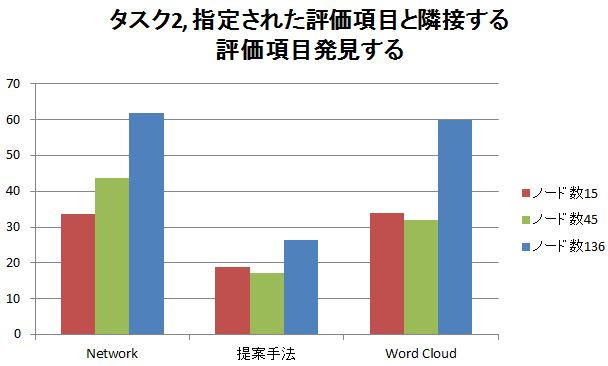 タスク2, 指定された評価項目と隣接する
評価項目発見する
70
60
50
40
30
20
10
0
Network
提案手法
Word Cloud
ノード数15
ノード数45
ノード数136